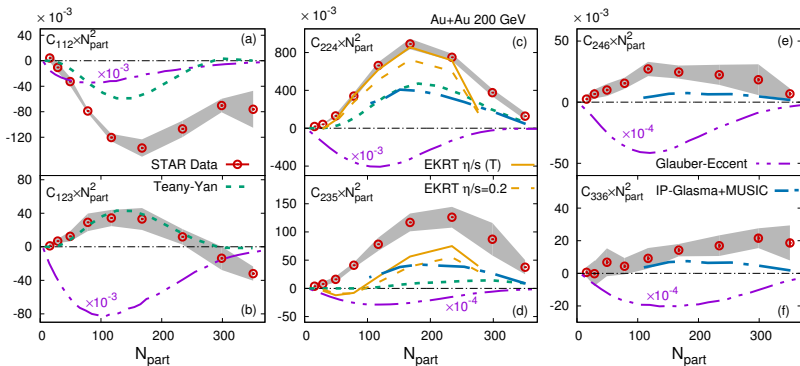 Au+Au 200 GeV
× 10⁻³
C₁₁₂×N²part
(a)
×10⁻³
40
0
-40
-80
-120
STAR Data
Teany-Yan
C₁₂₃×N²part
(b)
×10⁻³
80
40
0
-40
-80
0 100 200 300
Npart
× 10⁻³
C₂₂₄×N²part
(c)
×10⁻³
800
400
0
-400
EKRT η/s (T)
EKRT η/s=0.2
C₂₃₅×N²part
(d)
×10⁻⁴
150
100
50
0
-50
0 100 200 300
Npart
× 10⁻³
C₂₄₆×N²part
(e)
×10⁻⁴
50
0
-50
Glauber-Eccent
IP-Glasma+MUSIC
C₃₃₆×N²part
(f)
×10⁻⁴
40
20
0
-20
0 100 200 300
Npart